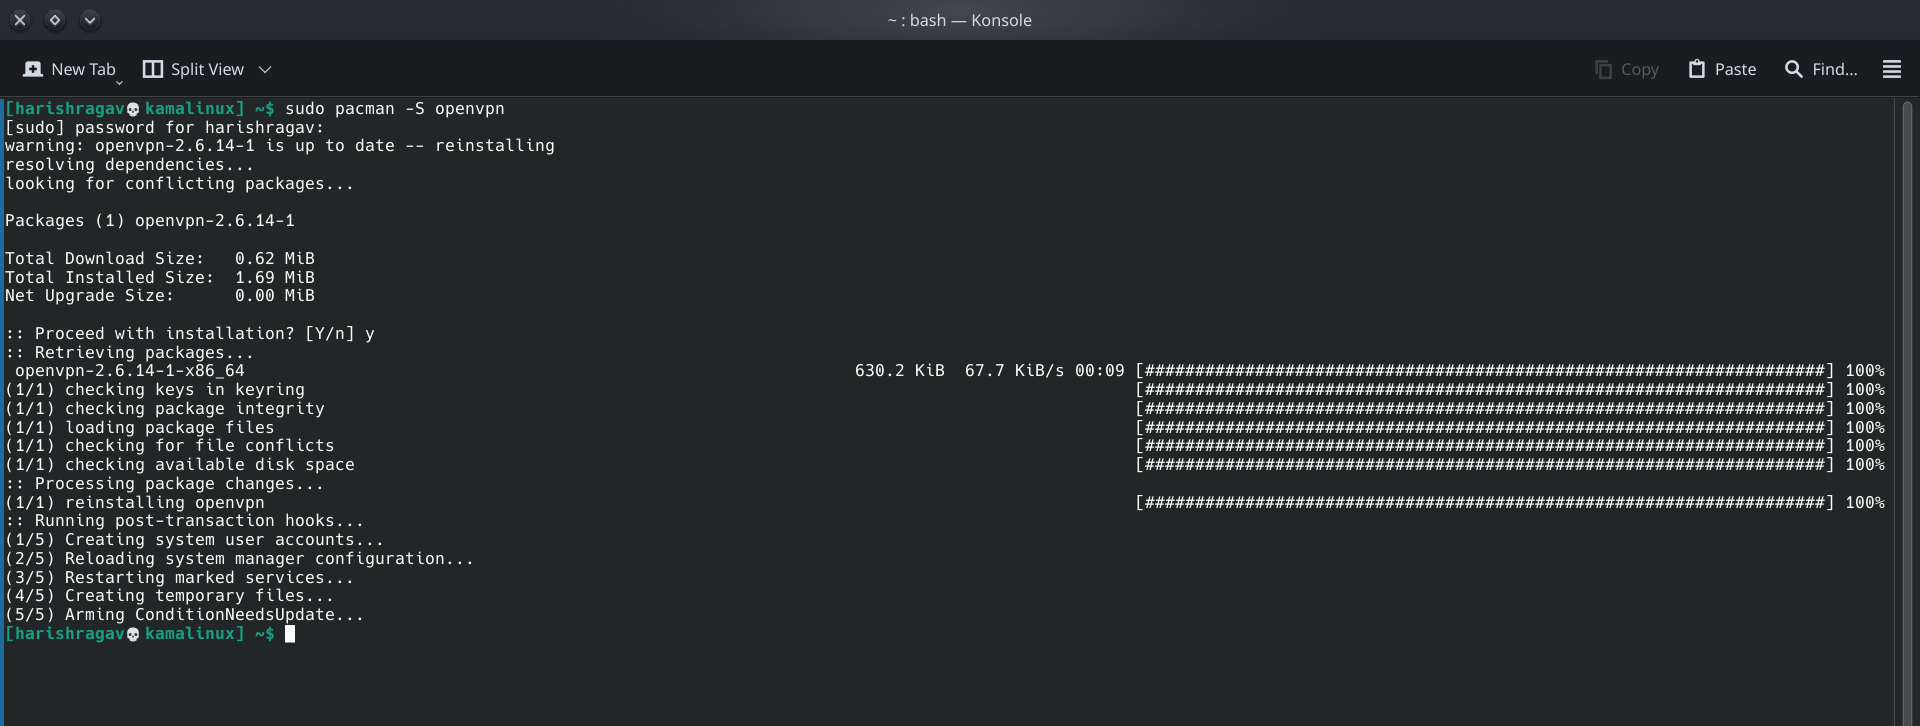 ~ : bash — Konsole
New Tab Split View Copy Paste Find...
[harishragav💀kamalinux] ~$ sudo pacman -S openvpn
[sudo] password for harishragav:
warning: openvpn-2.6.14-1 is up to date -- reinstalling
resolving dependencies...
looking for conflicting packages...
Packages (1) openvpn-2.6.14-1
Total Download Size:   0.62 MiB
Total Installed Size:  1.69 MiB
Net Upgrade Size:      0.00 MiB
:: Proceed with installation? [Y/n] y
:: Retrieving packages...
openvpn-2.6.14-1-x86_64 630.2 KiB 67.7 KiB/s 00:09 [####################################################################] 100%
(1/1) checking keys in keyring [####################################################################] 100%
(1/1) checking package integrity [####################################################################] 100%
(1/1) loading package files [####################################################################] 100%
(1/1) checking for file conflicts [####################################################################] 100%
(1/1) checking available disk space [####################################################################] 100%
:: Processing package changes...
(1/1) reinstalling openvpn [####################################################################] 100%
:: Running post-transaction hooks...
(1/5) Creating system user accounts...
(2/5) Reloading system manager configuration...
(3/5) Restarting marked services...
(4/5) Creating temporary files...
(5/5) Arming ConditionNeedsUpdate...
[harishragav💀kamalinux] ~$